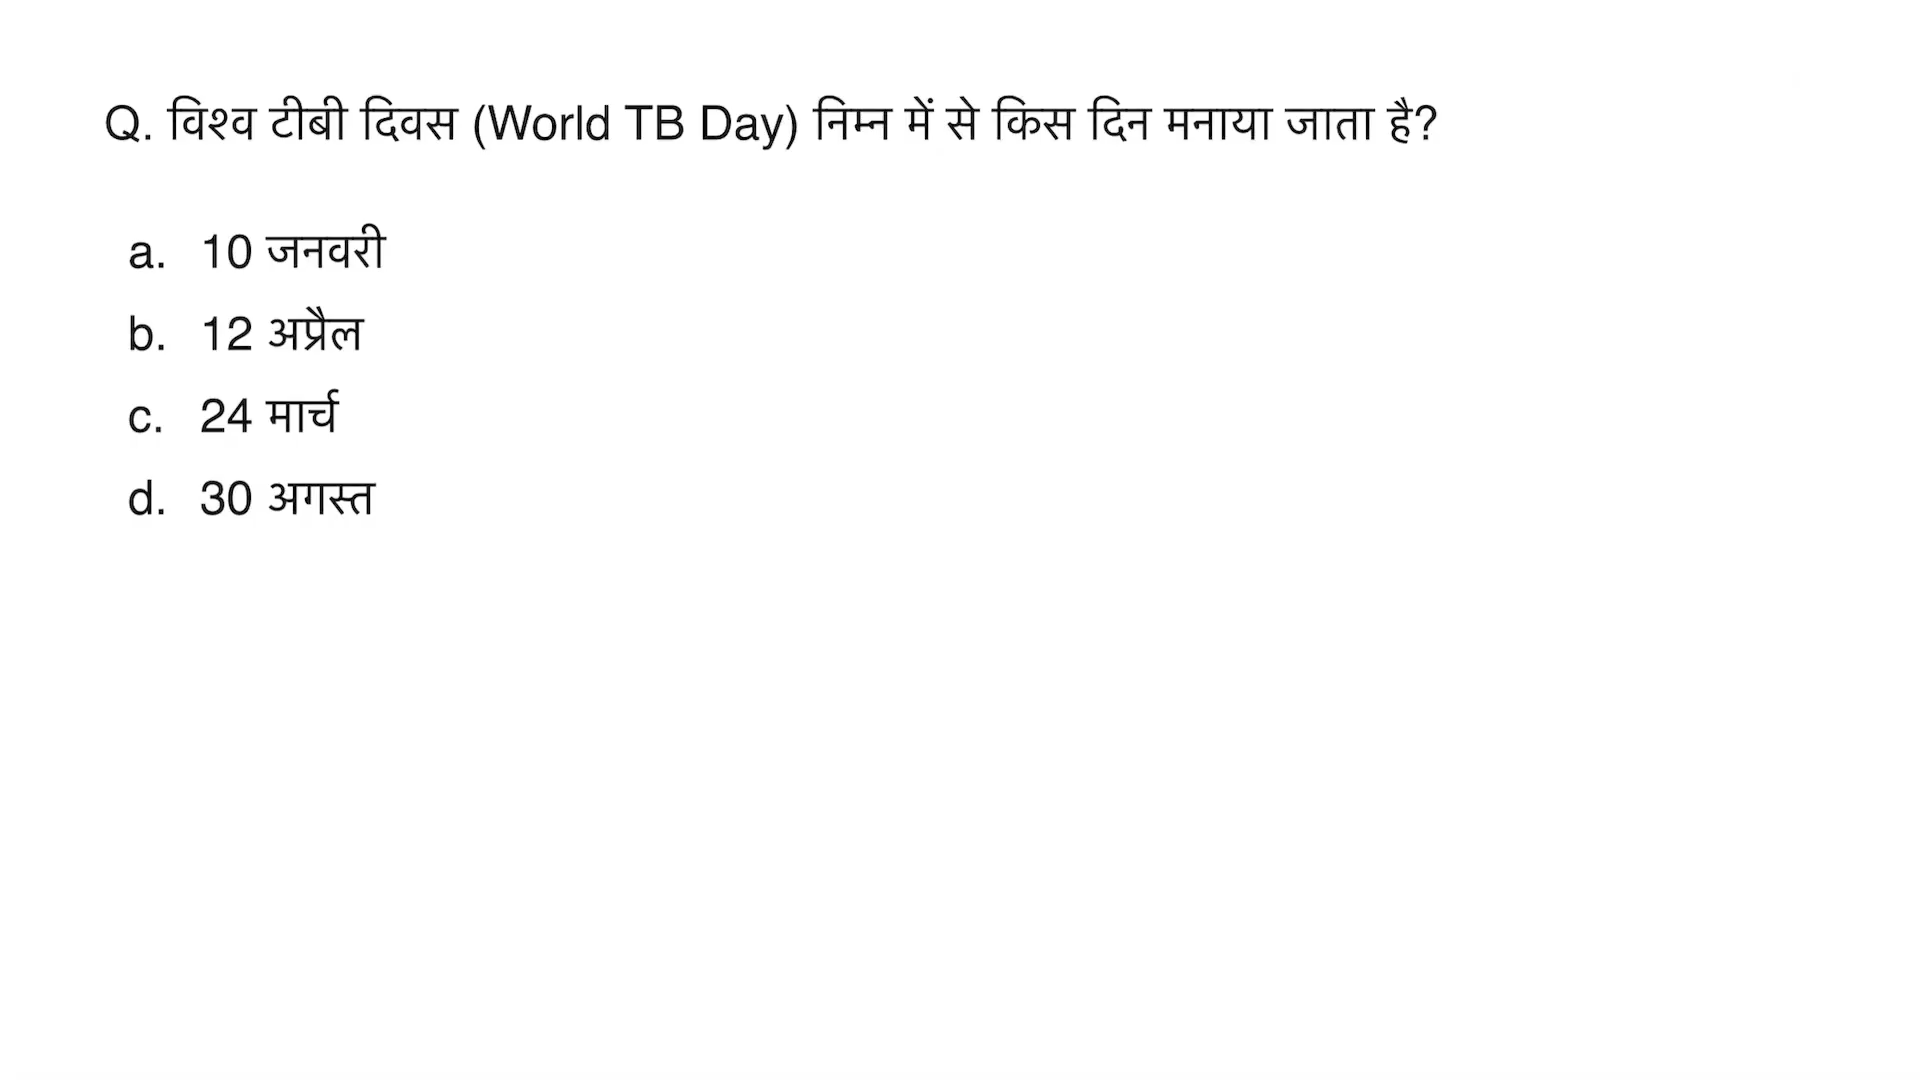 Q. विश्व टीबी दिवस (World TB Day) निम्न में से किस दिन मनाया जाता है?
a. 10 जनवरी
b. 12 अप्रैल
c. 24 मार्च
d. 30 अगस्त